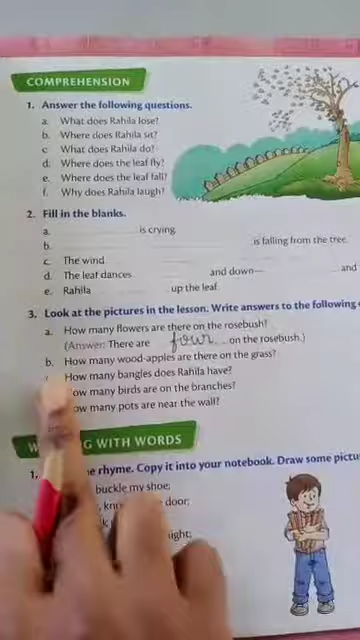 COMPREHENSION
1. Answer the following questions.
a. What does Rahila lose?
b. Where does Rahila sit?
c. What does Rahila do?
d. Where does the leaf fly?
e. Where does the leaf fall?
f. Why does Rahila laugh?
2. Fill in the blanks.
a. is crying.
b. is falling from the tree.
c. The wind
d. The leaf dances and down and
e. Rahila up the leaf.
3. Look at the pictures in the lesson. Write answers to the following
a. How many flowers are there on the rosebush?
(Answer: There are four on the rosebush.)
b. How many wood-apples are there on the grass?
How many bangles does Rahila have?
ow many birds are on the branches?
ow many pots are near the wall?
G WITH WORDS
1. e rhyme. Copy it into your notebook. Draw some pictu
buckle my shoe;
door;